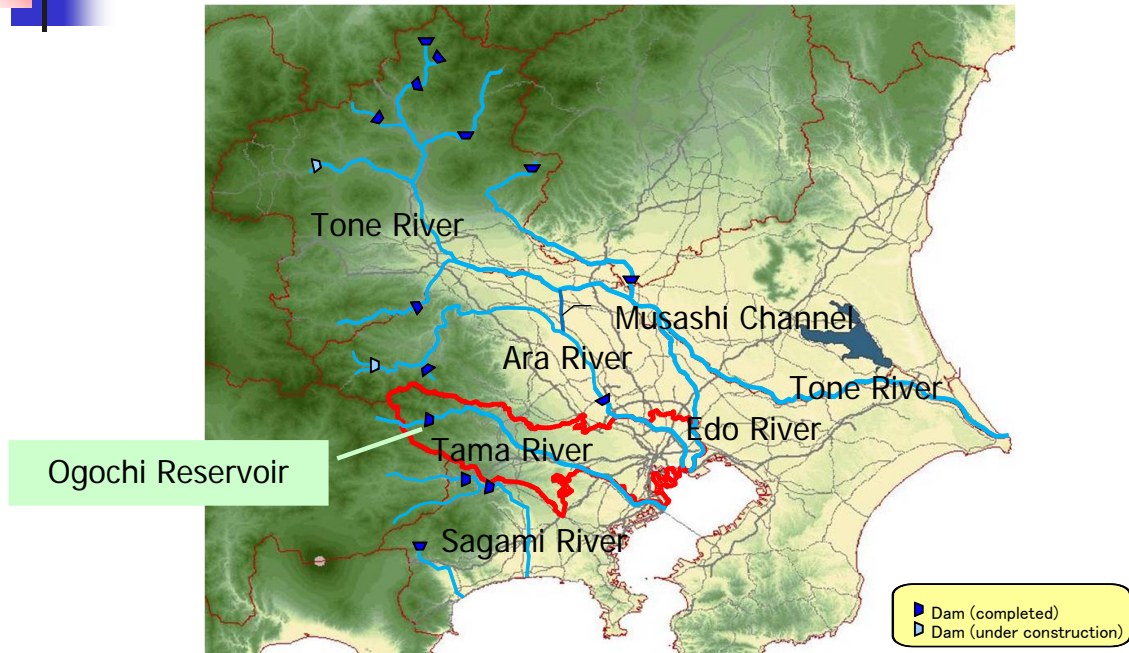 Tone River
Musashi Channel
Ara River
Tone River
Edo River
Tama River
Ogochi Reservoir
Sagami River
Dam (completed)
Dam (under construction)